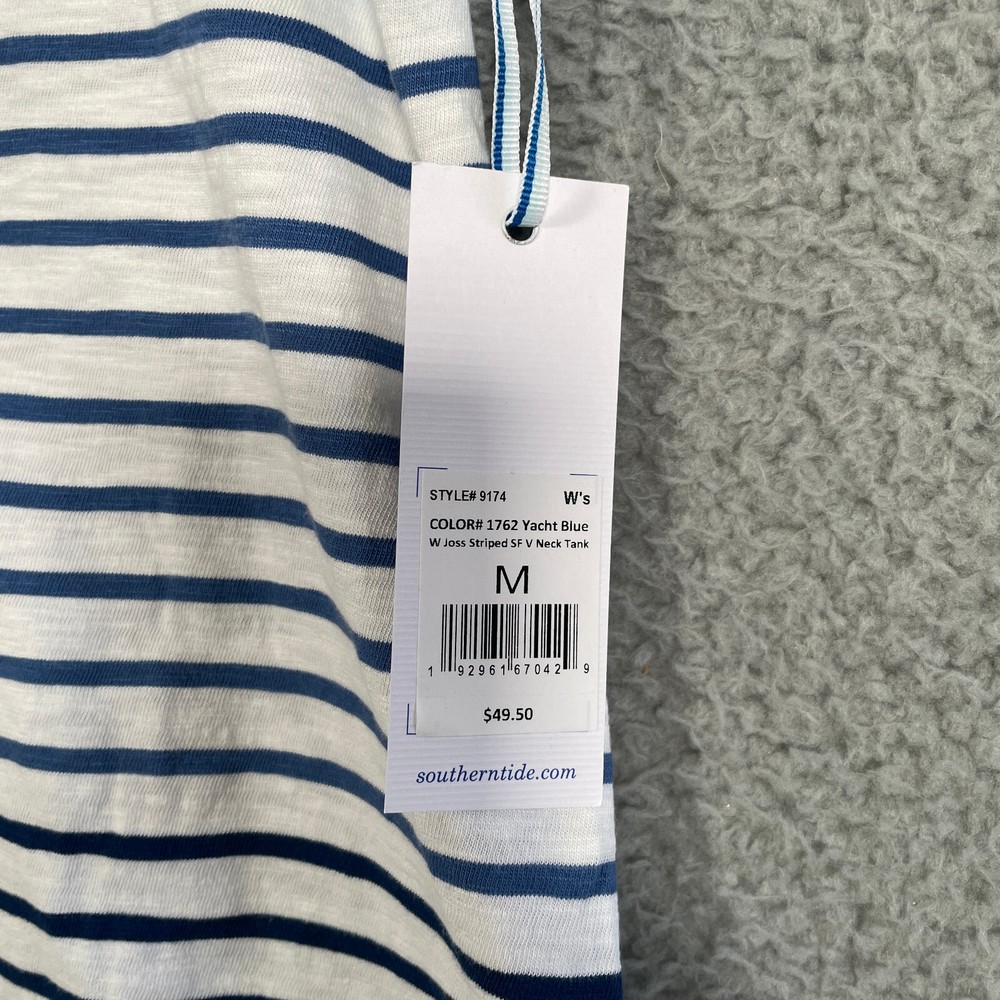 STYLE# 9174 W's
COLOR# 1762 Yacht Blue
W Joss Striped SF V Neck Tank
M
1 92961 67042 9
$49.50
southerntide.com